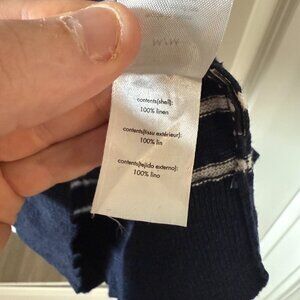 M/M
contents(shell):
100% linen
contents(tissu extérieur):
100% lin
contents(tejido externo):
100% lino